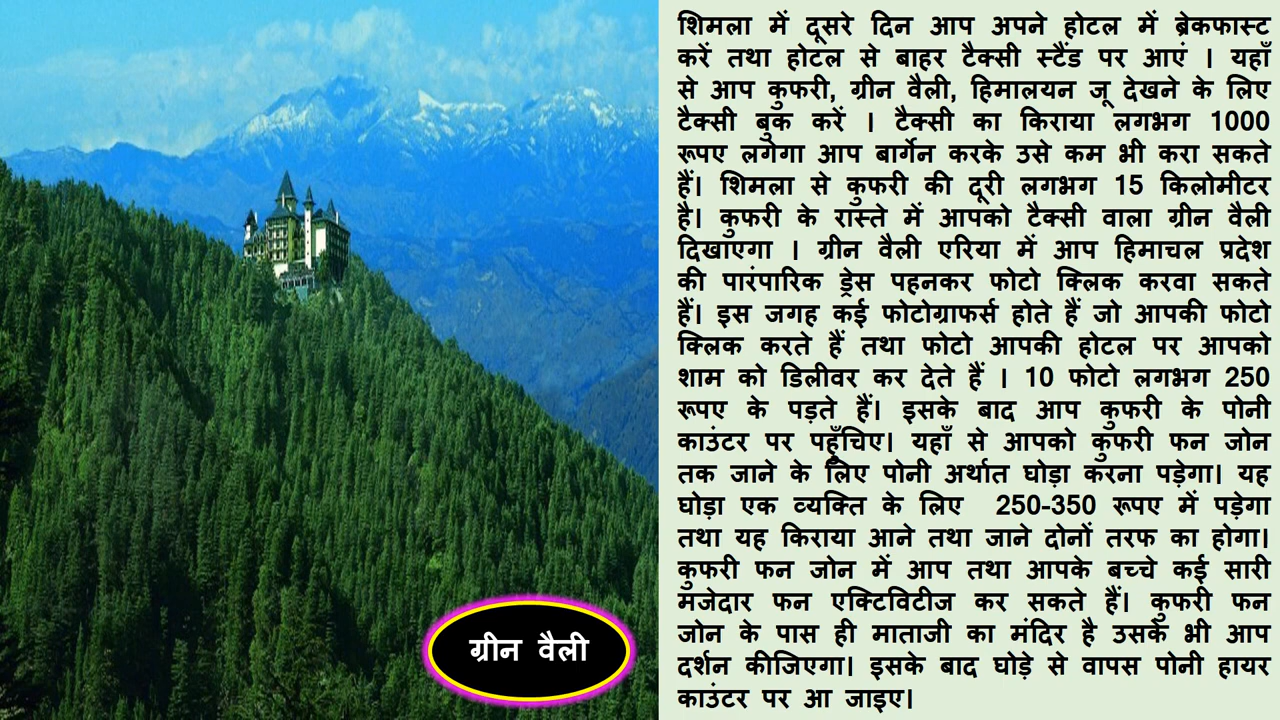 शिमला में दूसरे दिन आप अपने होटल में ब्रेकफास्ट
करें तथा होटल से बाहर टैक्सी स्टैंड पर आएं । यहाँ
से आप कुफरी, ग्रीन वैली, हिमालयन जू देखने के लिए
टैक्सी बुक करें । टैक्सी का किराया लगभग 1000
रूपए लगेगा आप बार्गेन करके उसे कम भी करा सकते
हैं। शिमला से कुफरी की दूरी लगभग 15 किलोमीटर
है। कुफरी के रास्ते में आपको टैक्सी वाला ग्रीन वैली
दिखाएगा । ग्रीन वैली एरिया में आप हिमाचल प्रदेश
की पारंपारिक ड्रेस पहनकर फोटो क्लिक करवा सकते
हैं। इस जगह कई फोटोग्राफर्स होते हैं जो आपकी फोटो
क्लिक करते हैं तथा फोटो आपकी होटल पर आपको
शाम को डिलीवर कर देते हैं । 10 फोटो लगभग 250
रूपए के पड़ते हैं। इसके बाद आप कुफरी के पोनी
काउंटर पर पहुँचिए। यहाँ से आपको कुफरी फन जोन
तक जाने के लिए पोनी अर्थात घोड़ा करना पड़ेगा। यह
घोड़ा एक व्यक्ति के लिए 250-350 रूपए में पड़ेगा
तथा यह किराया आने तथा जाने दोनों तरफ का होगा।
कुफरी फन जोन में आप तथा आपके बच्चे कई सारी
मजेदार फन एक्टिविटीज कर सकते हैं। कुफरी फन
जोन के पास ही माताजी का मंदिर है उसके भी आप
दर्शन कीजिएगा। इसके बाद घोड़े से वापस पोनी हायर
काउंटर पर आ जाइए।
ग्रीन वैली